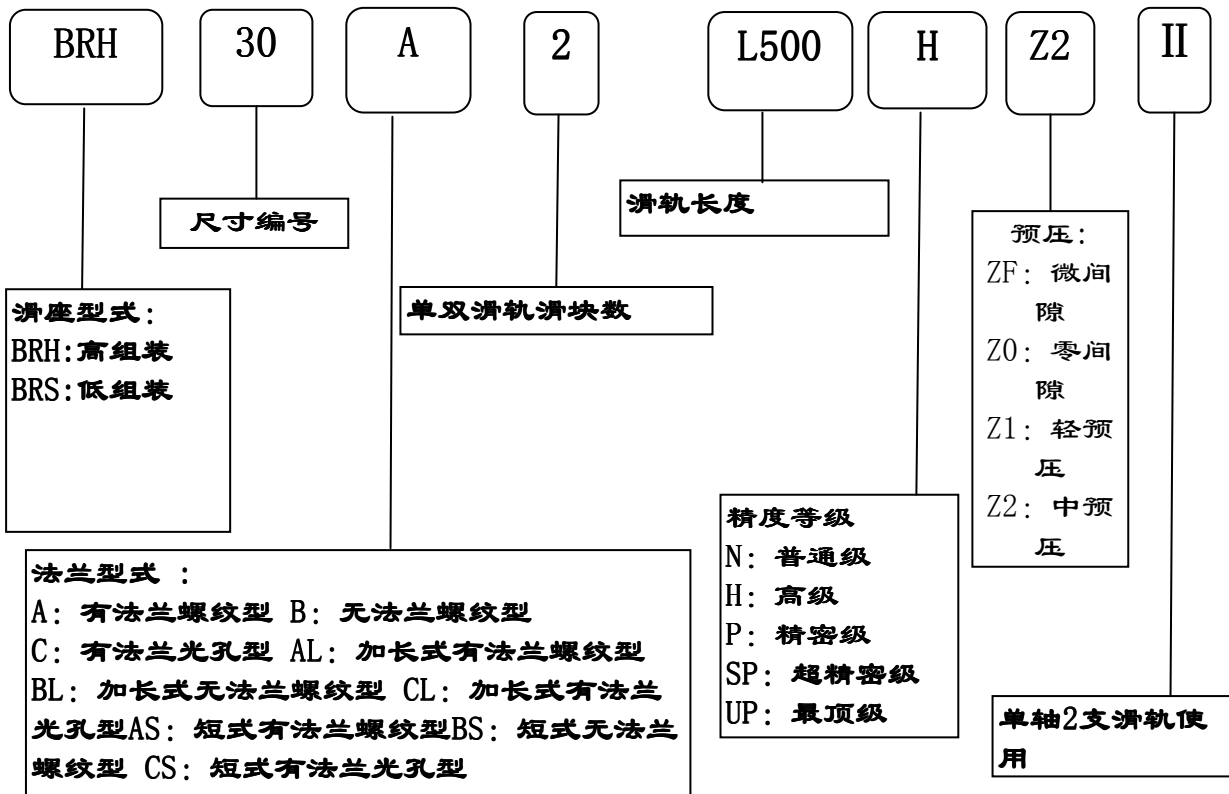 BRH 30 A 2 L500 H Z2 II
尺寸编号
滑轨长度
预压：
ZF：微间
隙
Z0：零间
隙
Z1：轻预
压
Z2：中预
压
滑座型式：
BRH:高组装
BRS:低组装
单双滑轨滑块数
精度等级
N：普通级
H：高级
P：精密级
SP：超精密级
UP：最顶级
法兰型式 ：
A：有法兰螺纹型 B：无法兰螺纹型
C：有法兰光孔型 AL：加长式有法兰螺纹型
BL：加长式无法兰螺纹型 CL：加长式有法兰
光孔型AS：短式有法兰螺纹型BS：短式无法兰
螺纹型 CS：短式有法兰光孔型
单轴2支滑轨使
用